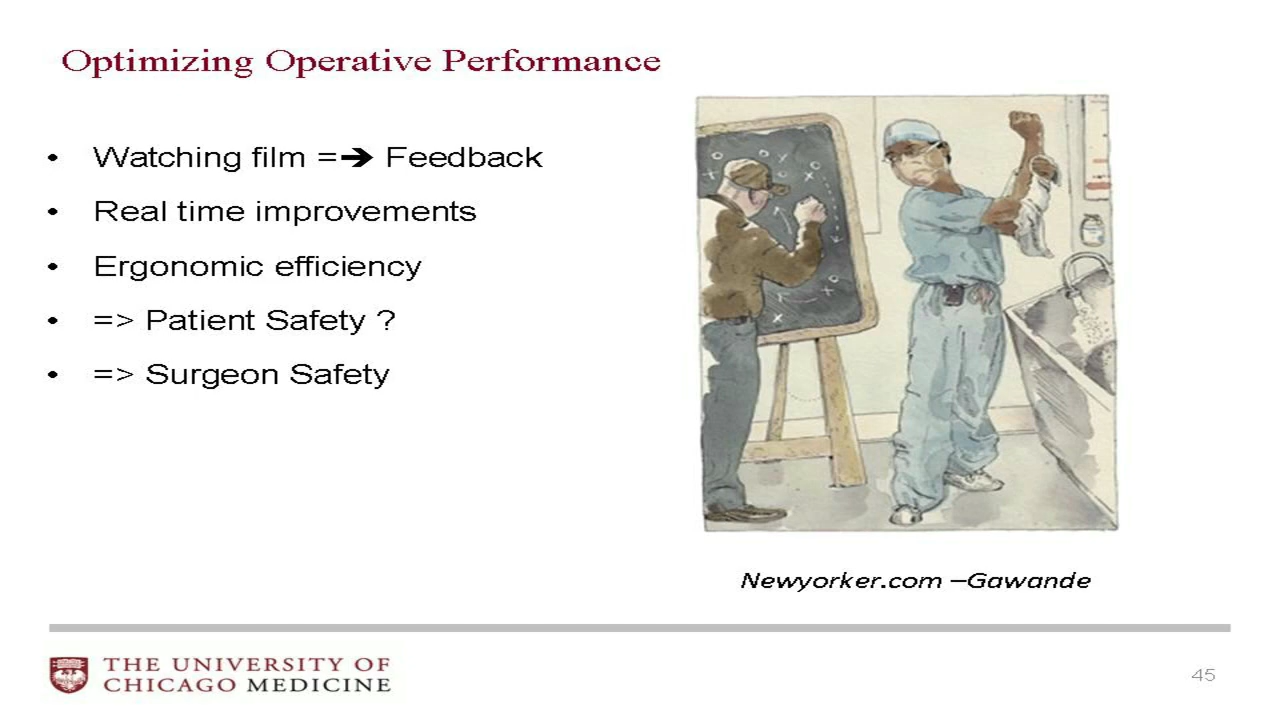 Optimizing Operative Performance
• Watching film =➔ Feedback
• Real time improvements
• Ergonomic efficiency
• => Patient Safety ?
• => Surgeon Safety
Newyorker.com –Gawande
THE UNIVERSITY OF
CHICAGO MEDICINE
45